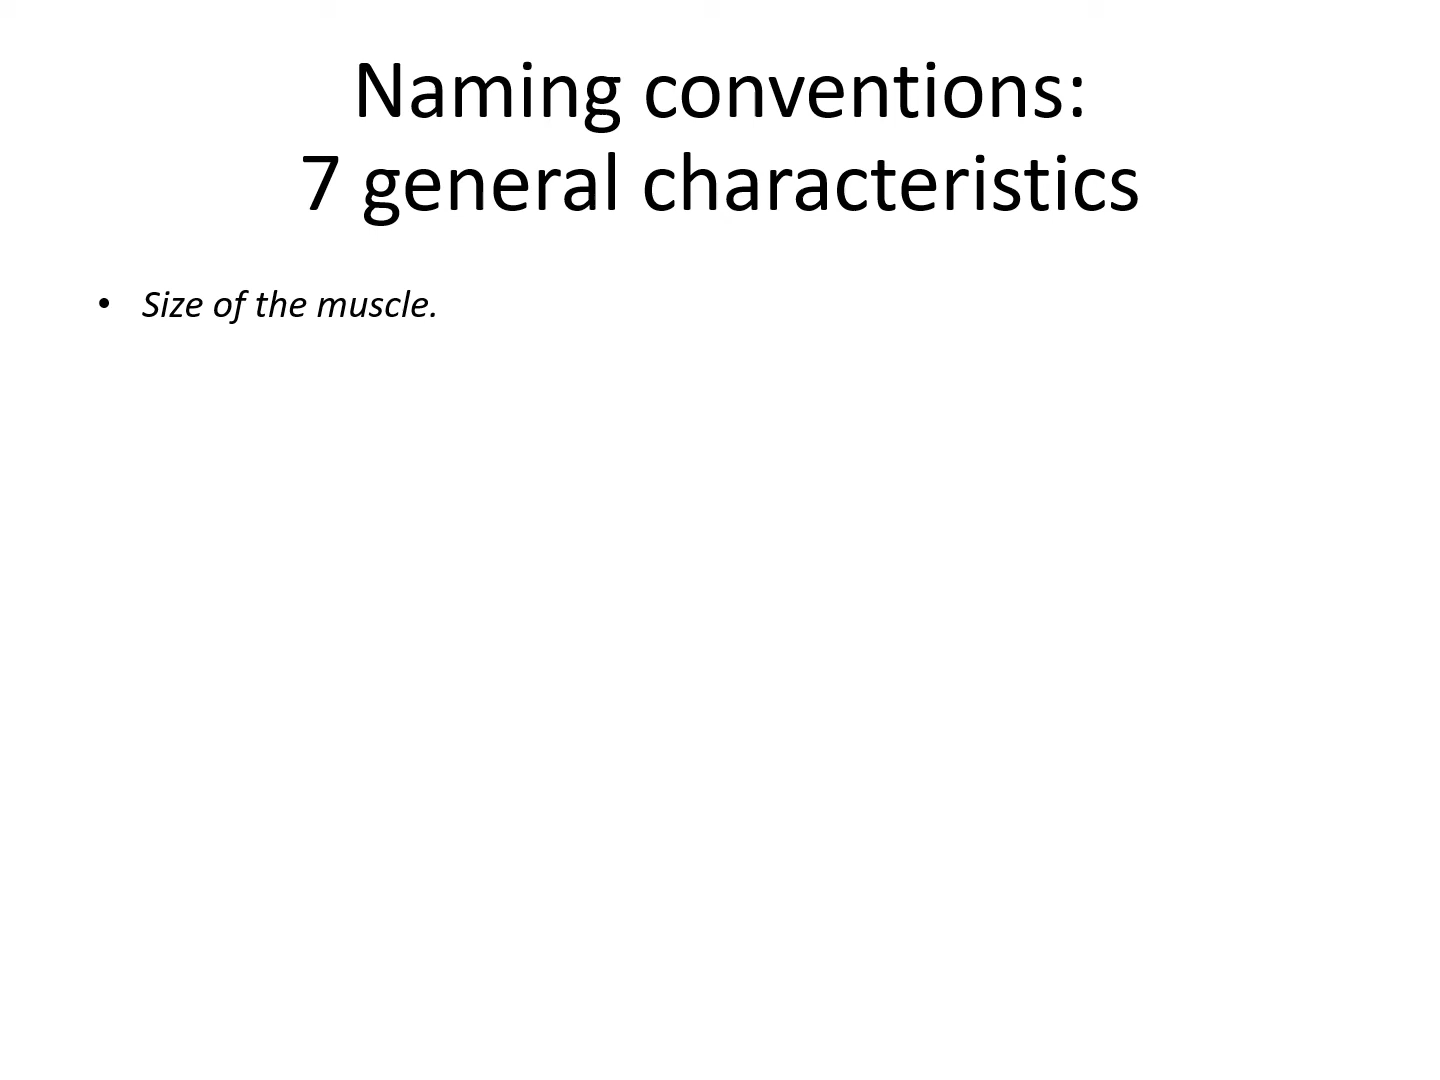 Naming conventions:
7 general characteristics
• Size of the muscle.